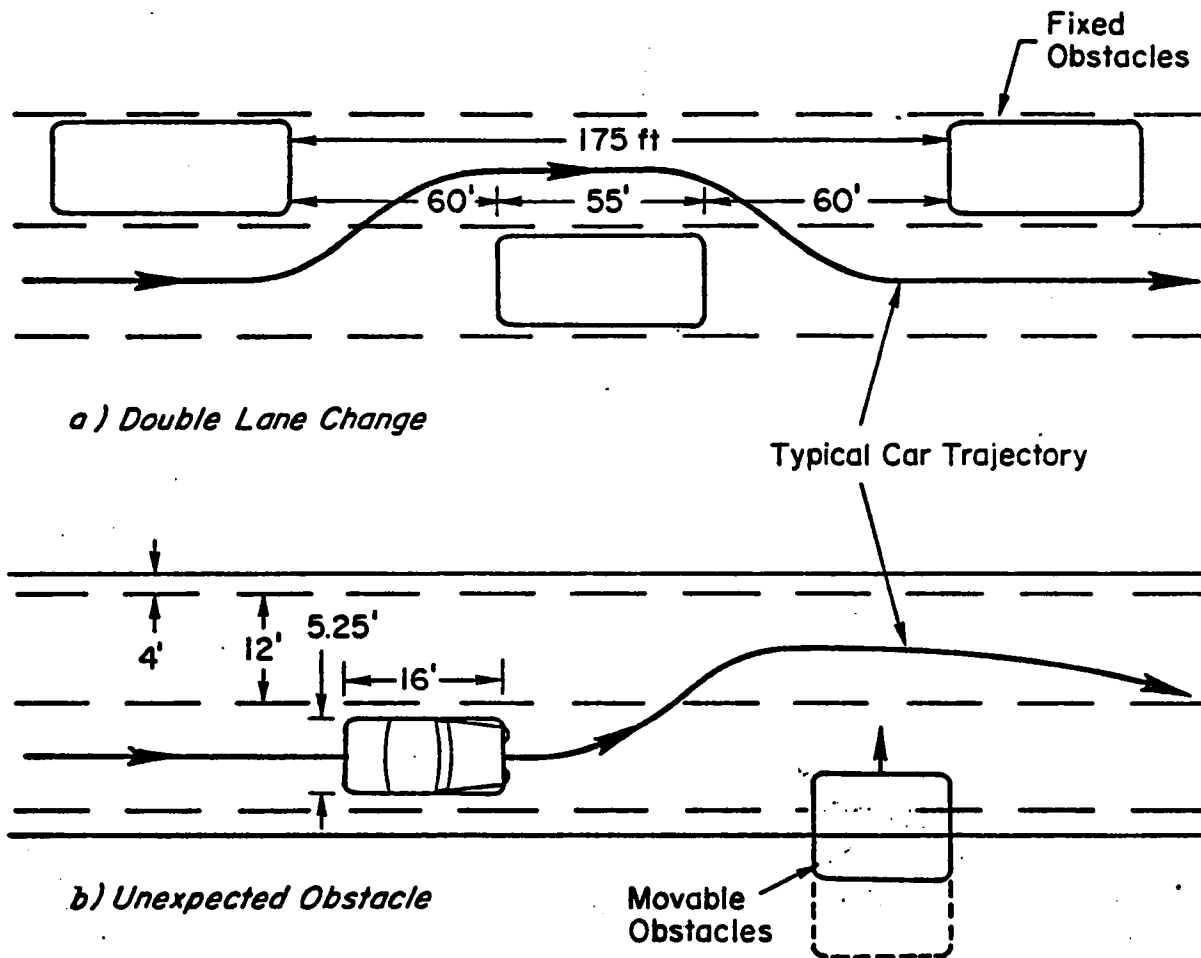 Fixed
Obstacles
175 ft
60' 55' 60'
a) Double Lane Change
Typical Car Trajectory
4' 12' 5.25' 16'
b) Unexpected Obstacle
Movable
Obstacles